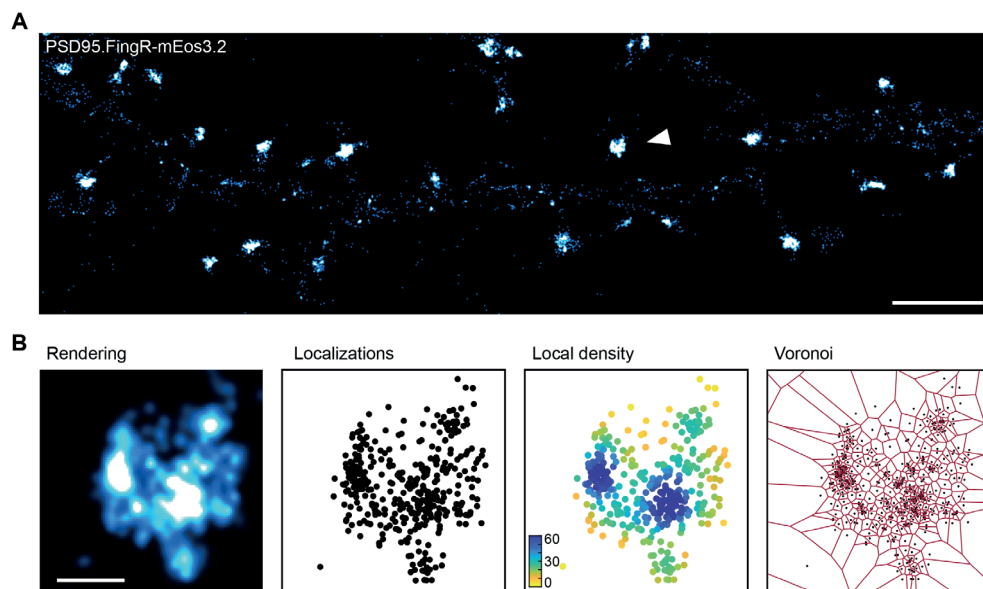 A
PSD95.FingR-mEos3.2
B
Rendering
Localizations
Local density
Voronoi
60
30
0